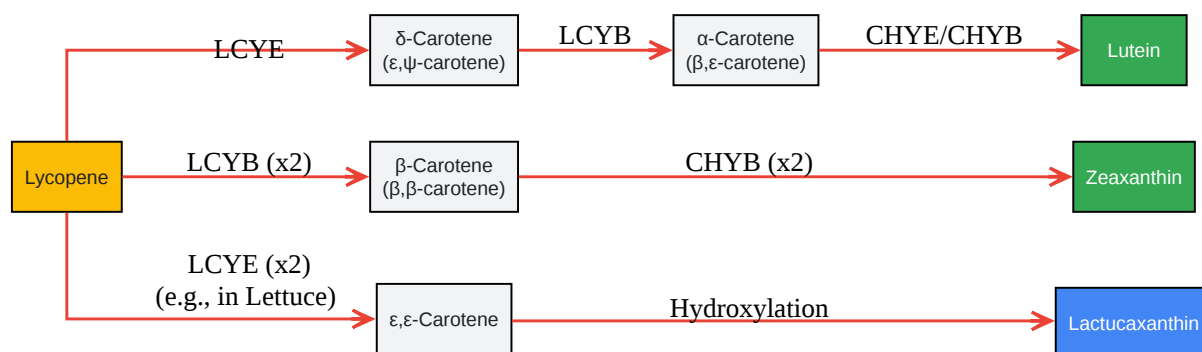 LCYE
δ-Carotene
(ε,ψ-carotene)
LCYB
α-Carotene
(β,ε-carotene)
CHYE/CHYB
Lutein
Lycopene
LCYB (x2)
β-Carotene
(β,β-carotene)
CHYB (x2)
Zeaxanthin
LCYE (x2)
(e.g., in Lettuce)
ε,ε-Carotene
Hydroxylation
Lactucaxanthin